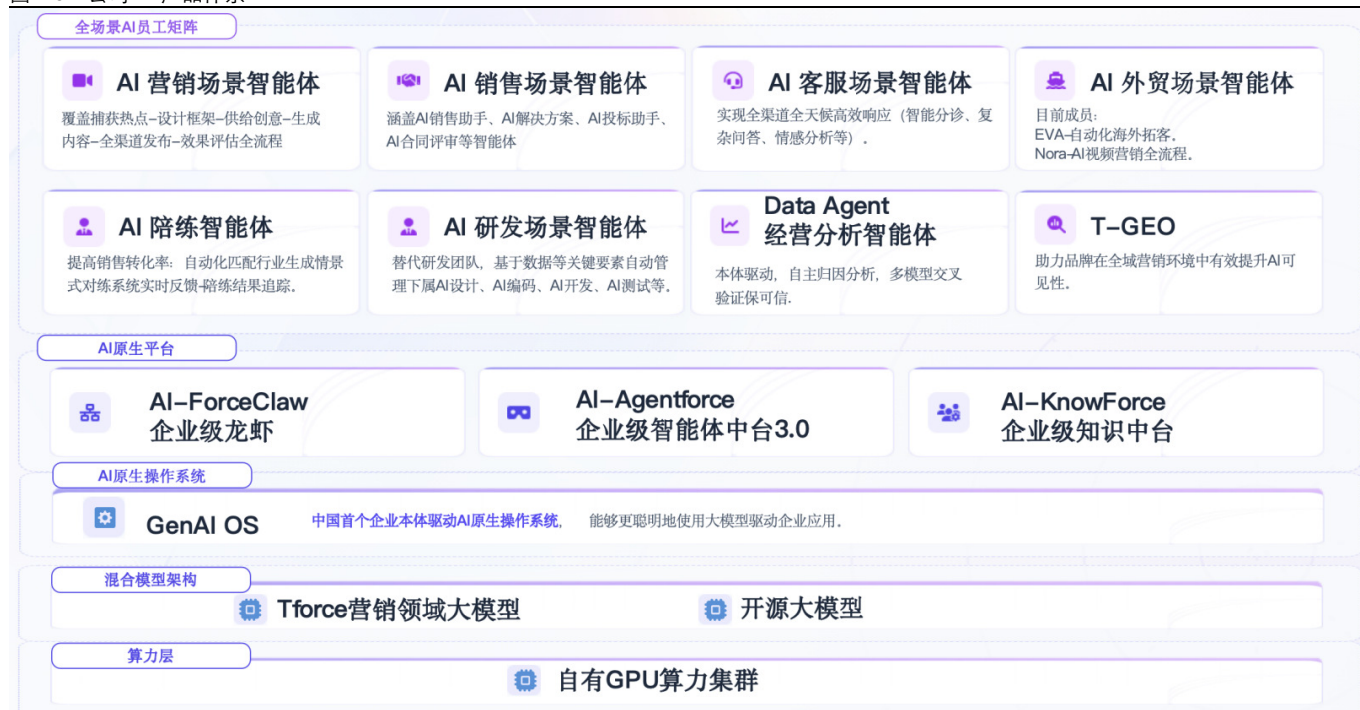 全场景AI员工矩阵
AI 营销场景智能体
覆盖捕获热点–设计框架–供给创意–生成
内容–全渠道发布–效果评估全流程
AI 销售场景智能体
涵盖AI销售助手、AI解决方案、AI投标助手、
AI合同评审等智能体
AI 客服场景智能体
实现全渠道全天候高效响应（智能分诊、复
杂问答、情感分析等）.
AI 外贸场景智能体
目前成员:
EVA-自动化海外拓客.
Nora-AI视频营销全流程.
AI 陪练智能体
提高销售转化率: 自动化匹配行业生成情景
式对练系统实时反馈-陪练结果追踪.
AI 研发场景智能体
替代研发团队, 基于数据等关键要素自动管
理下属AI设计、AI编码、AI开发、AI测试等.
Data Agent
经营分析智能体
本体驱动, 自主归因分析, 多模型交叉
验证保可信.
T–GEO
助力品牌在全域营销环境中有效提升AI可
见性.
AI原生平台
AI–ForceClaw
企业级龙虾
AI–Agentforce
企业级智能体中台3.0
AI–KnowForce
企业级知识中台
AI原生操作系统
GenAI OS 中国首个企业本体驱动AI原生操作系统, 能够更聪明地使用大模型驱动企业应用.
混合模型架构
Tforce营销领域大模型 开源大模型
算力层
自有GPU算力集群